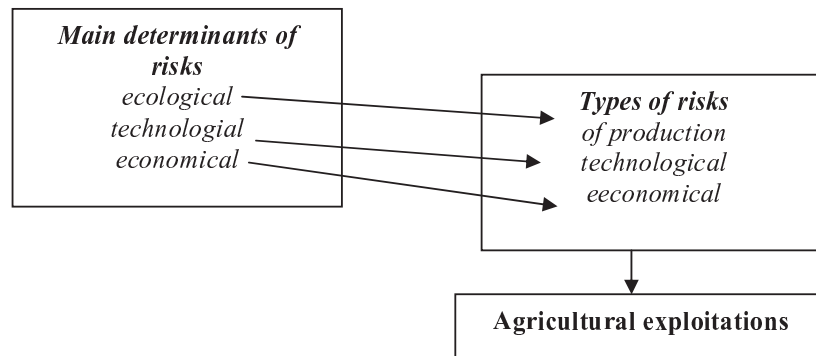 Main determinants of
risks
ecological
technologial
economical
Types of risks
of production
technological
eeconomical
Agricultural exploitations